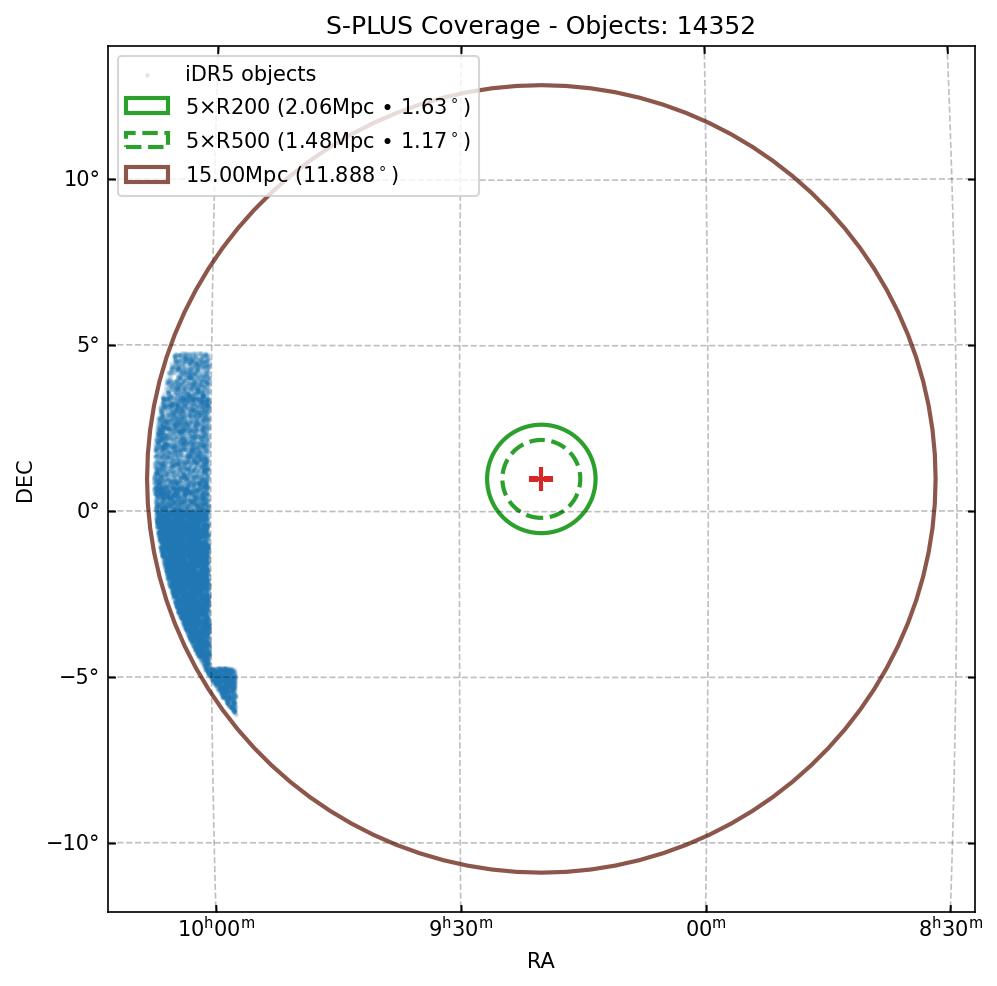 S-PLUS Coverage - Objects: 14352
iDR5 objects
5×R200 (2.06Mpc • 1.63°)
5×R500 (1.48Mpc • 1.17°)
15.00Mpc (11.888°)
10°
5°
0°
−5°
−10°
DEC
10ʰ00ᵐ
9ʰ30ᵐ
00ᵐ
8ʰ30ᵐ
RA